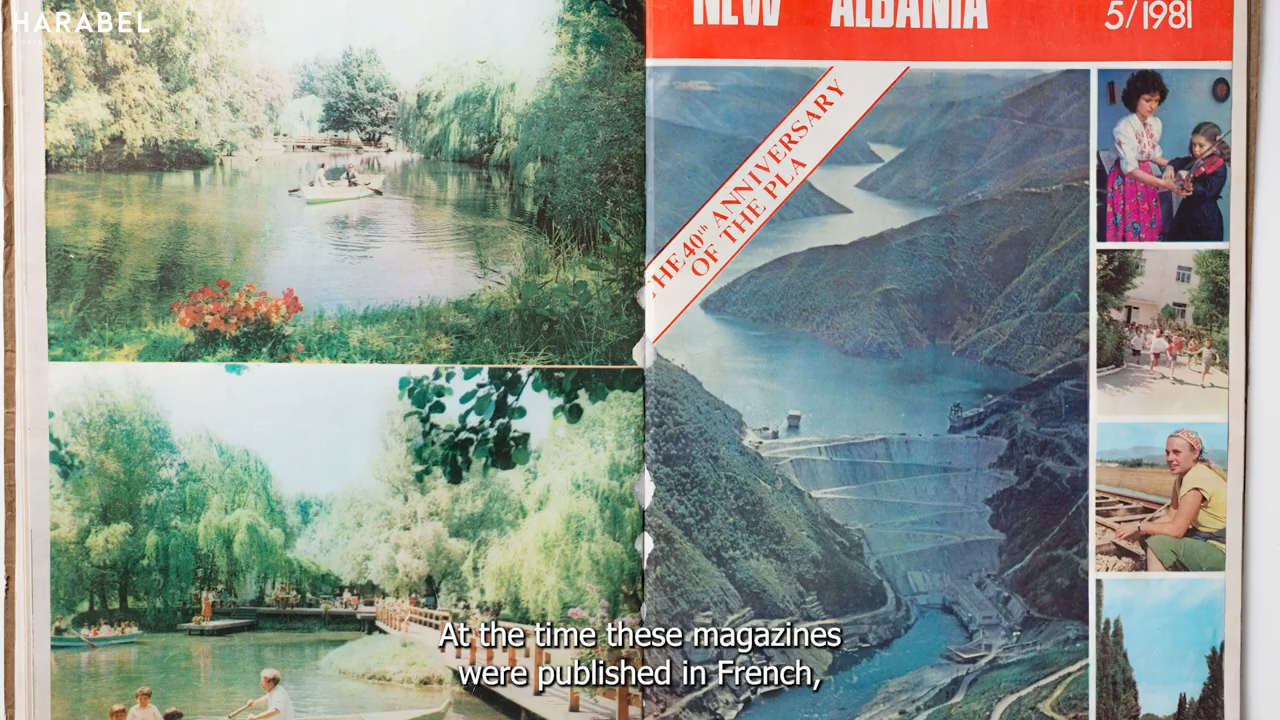 HARABEL
NEW ALBANIA
5/1981
THE 40th ANNIVERSARY
OF THE PLA
At the time these magazines
were published in French,